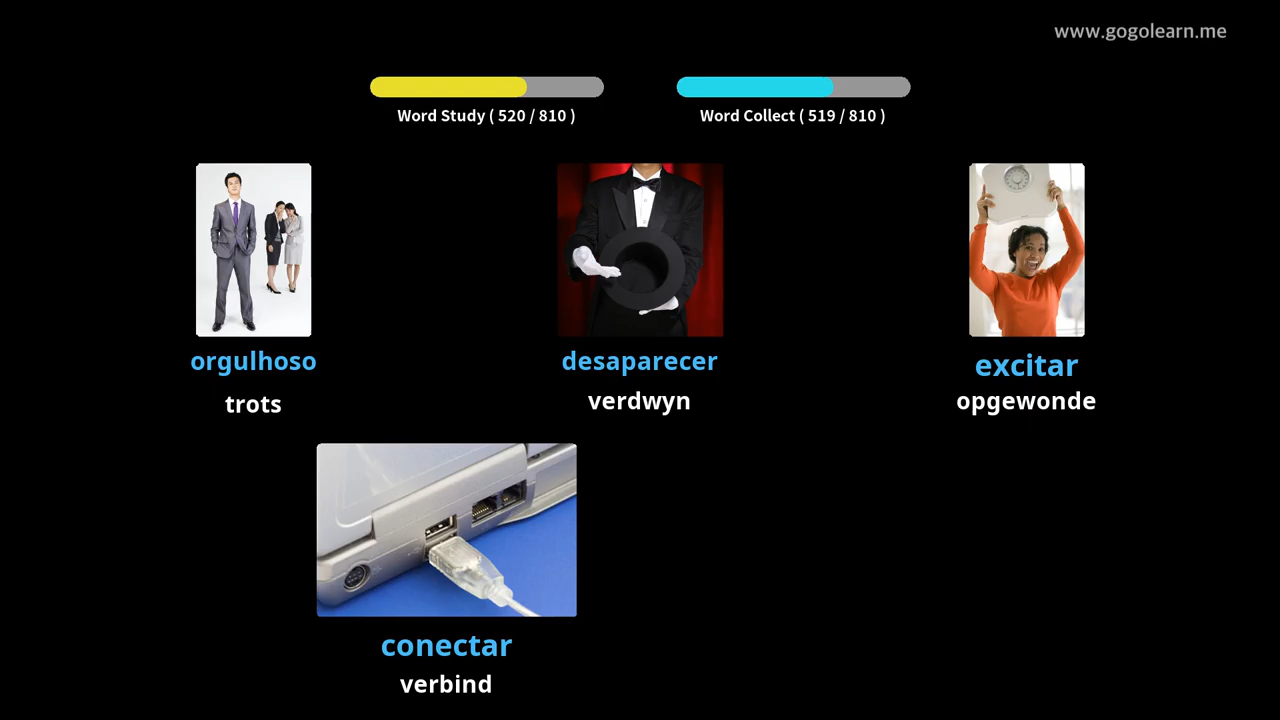 www.gogolearn.me
Word Study ( 520 / 810 )
Word Collect ( 519 / 810 )
orgulhoso
trots
desaparecer
verdwyn
excitar
opgewonde
conectar
verbind